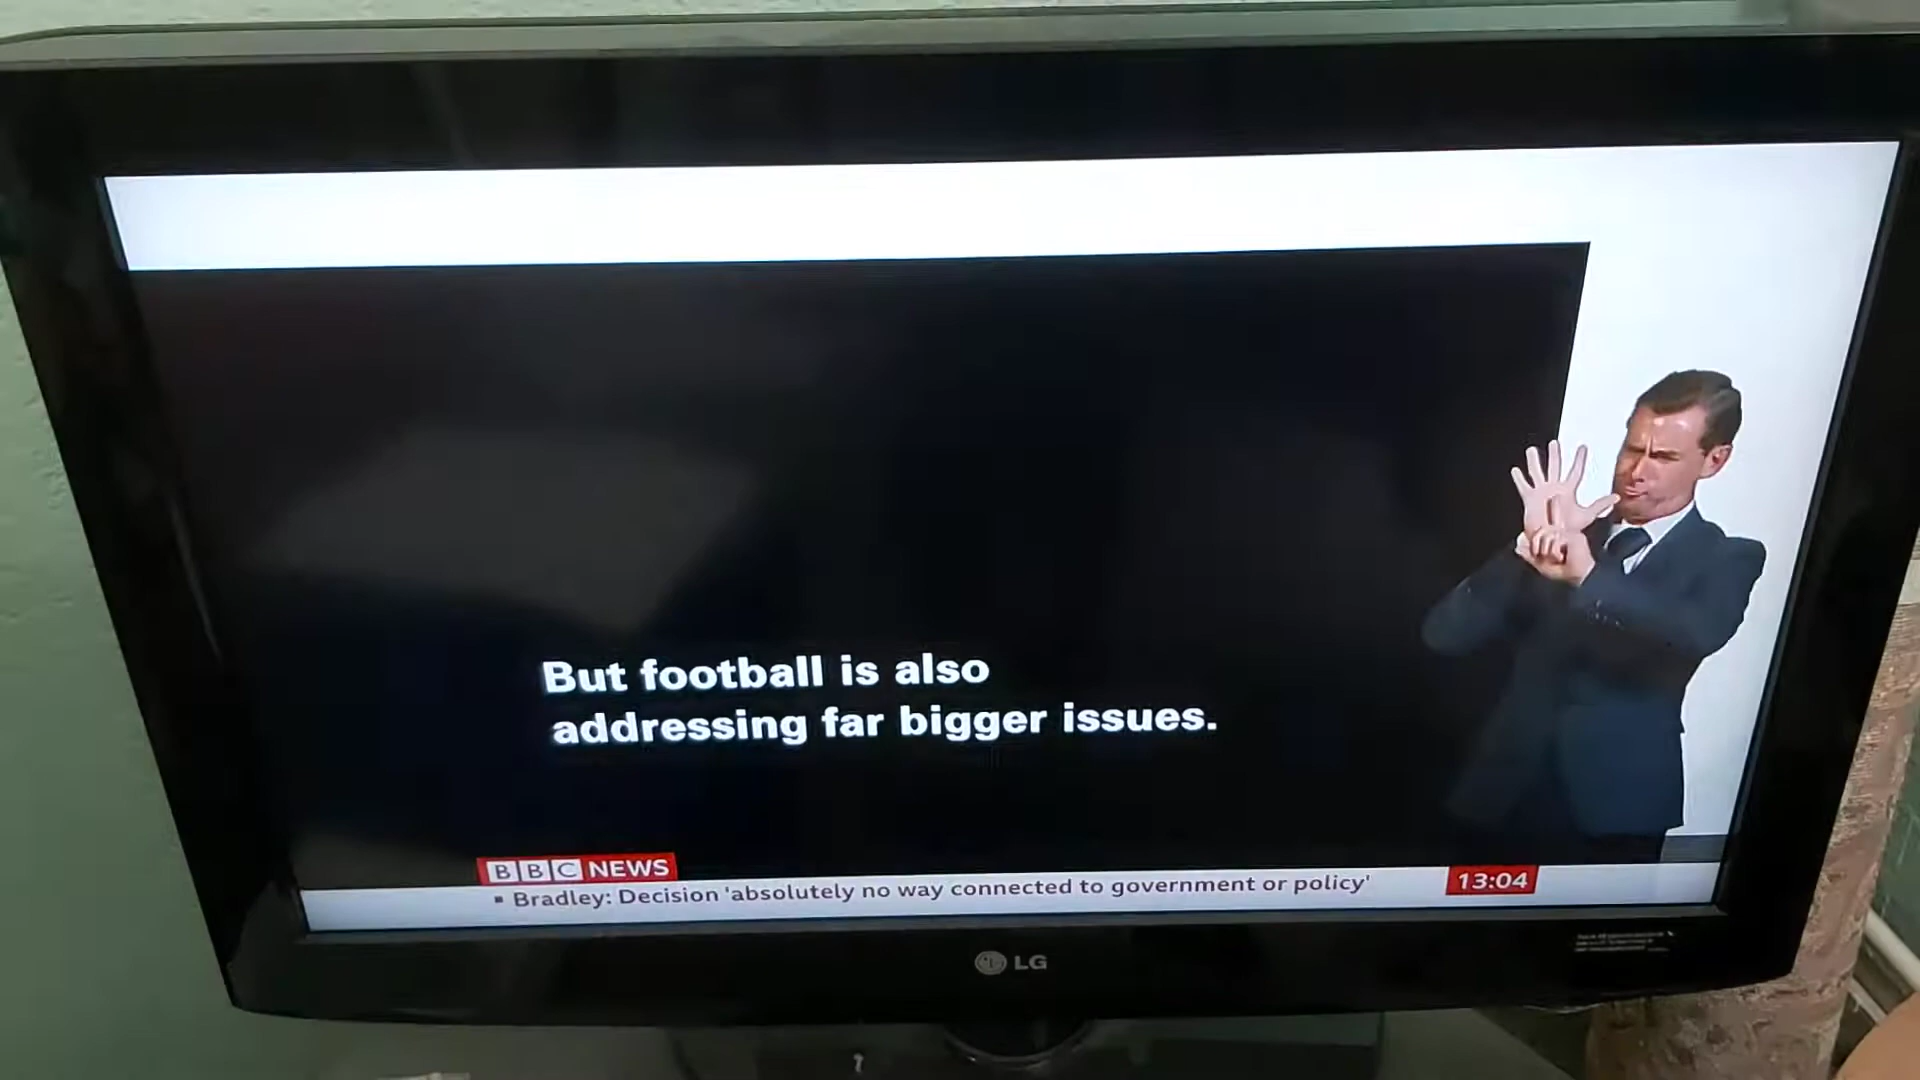 But football is also
addressing far bigger issues.
BBC NEWS
▪ Bradley: Decision 'absolutely no way connected to government or policy'
13:04
LG